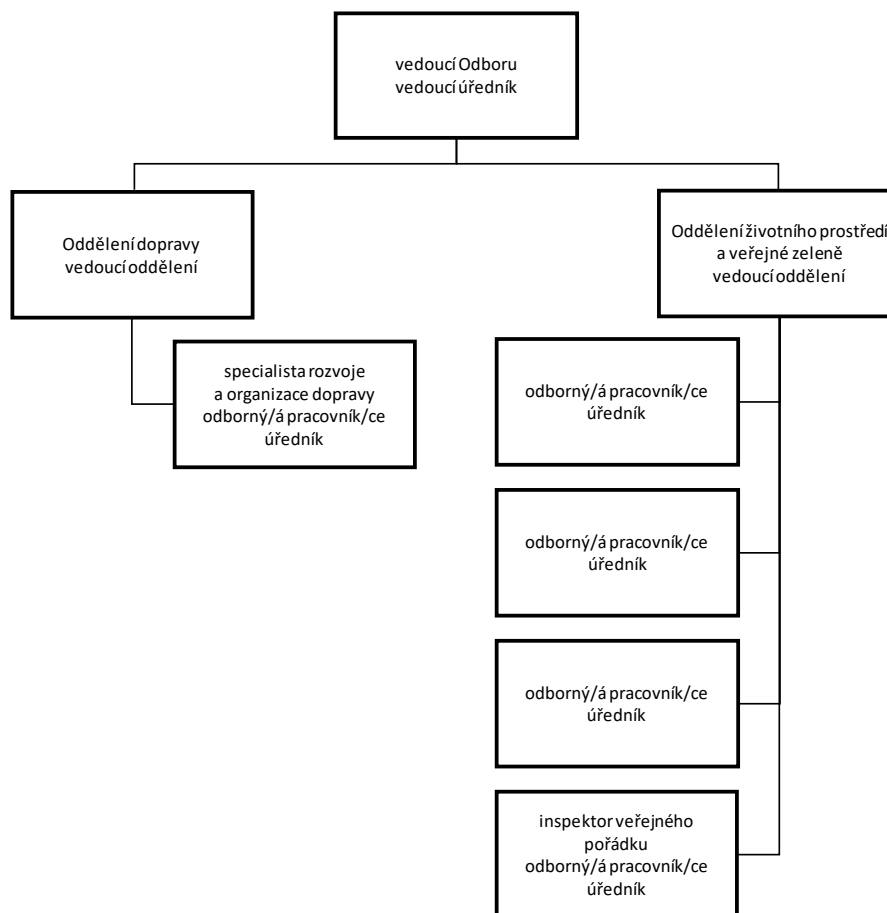 vedoucí Odboru
vedoucí úředník
Oddělení dopravy
vedoucí oddělení
Oddělení životního prostředí
a veřejné zeleně
vedoucí oddělení
specialista rozvoje
a organizace dopravy
odborný/á pracovník/ce
úředník
odborný/á pracovník/ce
úředník
odborný/á pracovník/ce
úředník
odborný/á pracovník/ce
úředník
inspektor veřejného
pořádku
odborný/á pracovník/ce
úředník